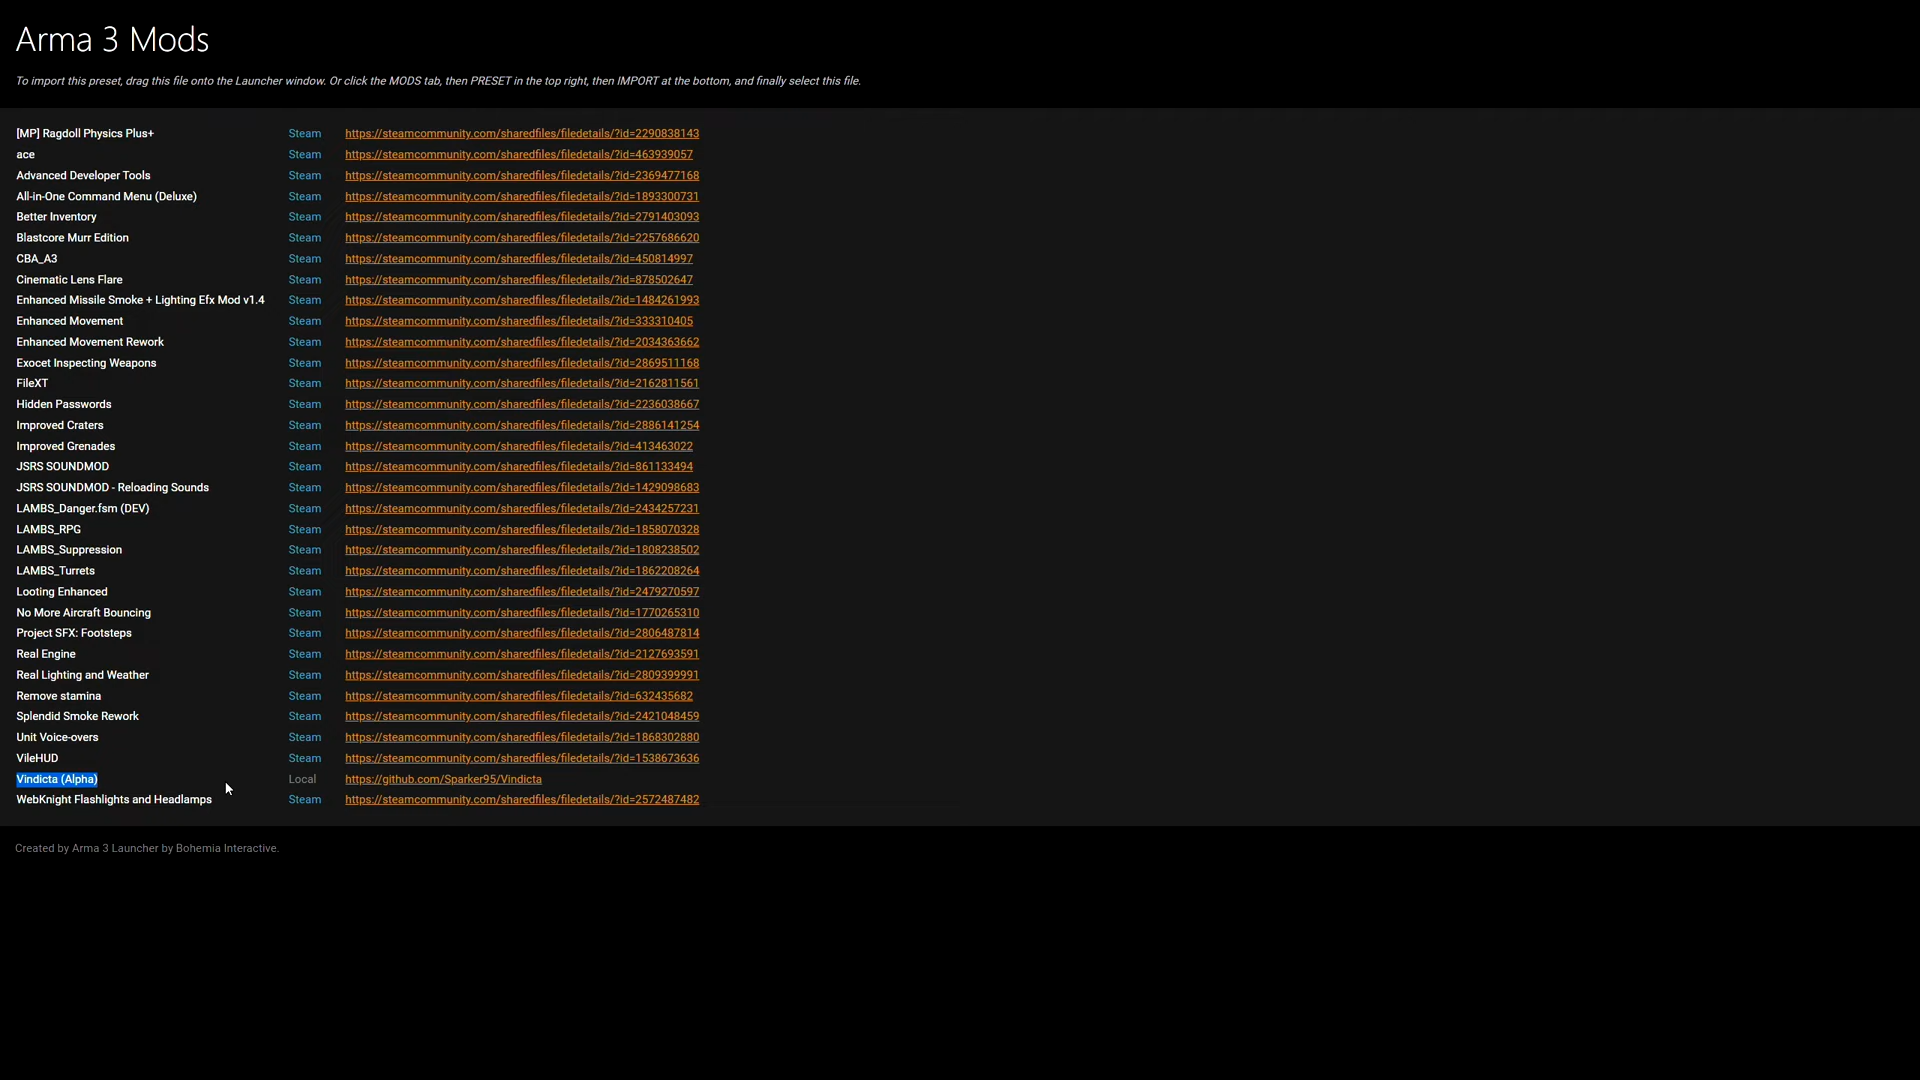 Arma 3 Mods
To import this preset, drag this file onto the Launcher window. Or click the MODS tab, then PRESET in the top right, then IMPORT at the bottom, and finally select this file.
[MP] Ragdoll Physics Plus+ Steam https://steamcommunity.com/sharedfiles/filedetails/?id=2290838143
ace Steam https://steamcommunity.com/sharedfiles/filedetails/?id=463939057
Advanced Developer Tools Steam https://steamcommunity.com/sharedfiles/filedetails/?id=2369477168
All-in-One Command Menu (Deluxe) Steam https://steamcommunity.com/sharedfiles/filedetails/?id=1893300731
Better Inventory Steam https://steamcommunity.com/sharedfiles/filedetails/?id=2791403093
Blastcore Murr Edition Steam https://steamcommunity.com/sharedfiles/filedetails/?id=2257686620
CBA_A3 Steam https://steamcommunity.com/sharedfiles/filedetails/?id=450814997
Cinematic Lens Flare Steam https://steamcommunity.com/sharedfiles/filedetails/?id=878502647
Enhanced Missile Smoke + Lighting Efx Mod v1.4 Steam https://steamcommunity.com/sharedfiles/filedetails/?id=1484261993
Enhanced Movement Steam https://steamcommunity.com/sharedfiles/filedetails/?id=333310405
Enhanced Movement Rework Steam https://steamcommunity.com/sharedfiles/filedetails/?id=2034363662
Exocet Inspecting Weapons Steam https://steamcommunity.com/sharedfiles/filedetails/?id=2869511168
FileXT Steam https://steamcommunity.com/sharedfiles/filedetails/?id=2162811561
Hidden Passwords Steam https://steamcommunity.com/sharedfiles/filedetails/?id=2236038667
Improved Craters Steam https://steamcommunity.com/sharedfiles/filedetails/?id=2886141254
Improved Grenades Steam https://steamcommunity.com/sharedfiles/filedetails/?id=413463022
JSRS SOUNDMOD Steam https://steamcommunity.com/sharedfiles/filedetails/?id=861133494
JSRS SOUNDMOD - Reloading Sounds Steam https://steamcommunity.com/sharedfiles/filedetails/?id=1429098683
LAMBS_Danger.fsm (DEV) Steam https://steamcommunity.com/sharedfiles/filedetails/?id=2434257231
LAMBS_RPG Steam https://steamcommunity.com/sharedfiles/filedetails/?id=1858070328
LAMBS_Suppression Steam https://steamcommunity.com/sharedfiles/filedetails/?id=1808238502
LAMBS_Turrets Steam https://steamcommunity.com/sharedfiles/filedetails/?id=1862208264
Looting Enhanced Steam https://steamcommunity.com/sharedfiles/filedetails/?id=2479270597
No More Aircraft Bouncing Steam https://steamcommunity.com/sharedfiles/filedetails/?id=1770265310
Project SFX: Footsteps Steam https://steamcommunity.com/sharedfiles/filedetails/?id=2806487814
Real Engine Steam https://steamcommunity.com/sharedfiles/filedetails/?id=2127693591
Real Lighting and Weather Steam https://steamcommunity.com/sharedfiles/filedetails/?id=2809399991
Remove stamina Steam https://steamcommunity.com/sharedfiles/filedetails/?id=632435682
Splendid Smoke Rework Steam https://steamcommunity.com/sharedfiles/filedetails/?id=2421048459
Unit Voice-overs Steam https://steamcommunity.com/sharedfiles/filedetails/?id=1868302880
VileHUD Steam https://steamcommunity.com/sharedfiles/filedetails/?id=1538673636
Vindicta (Alpha) Local https://github.com/Sparker95/Vindicta
WebKnight Flashlights and Headlamps Steam https://steamcommunity.com/sharedfiles/filedetails/?id=2572487482
Created by Arma 3 Launcher by Bohemia Interactive.